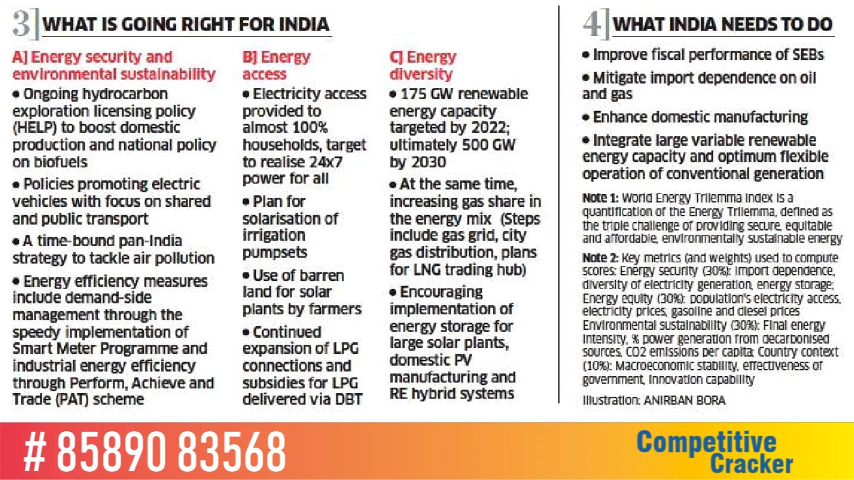 3] WHAT IS GOING RIGHT FOR INDIA
A] Energy security and
environmental sustainability
• Ongoing hydrocarbon
exploration licensing policy
(HELP) to boost domestic
production and national policy
on biofuels
• Policies promoting electric
vehicles with focus on shared
and public transport
• A time-bound pan-India
strategy to tackle air pollution
• Energy efficiency measures
include demand-side
management through the
speedy implementation of
Smart Meter Programme and
industrial energy efficiency
through Perform, Achieve and
Trade (PAT) scheme
B] Energy
access
• Electricity access
provided to
almost 100%
households, target
to realise 24x7
power for all
• Plan for
solarisation of
irrigation
pumpsets
• Use of barren
land for solar
plants by farmers
• Continued
expansion of LPG
connections and
subsidies for LPG
delivered via DBT
C] Energy
diversity
• 175 GW renewable
energy capacity
targeted by 2022;
ultimately 500 GW
by 2030
• At the same time,
increasing gas share in
the energy mix (Steps
include gas grid, city
gas distribution, plans
for LNG trading hub)
• Encouraging
implementation of
energy storage for
large solar plants,
domestic PV
manufacturing and
RE hybrid systems
4] WHAT INDIA NEEDS TO DO
• Improve fiscal performance of SEBs
• Mitigate import dependence on oil
and gas
• Enhance domestic manufacturing
• Integrate large variable renewable
energy capacity and optimum flexible
operation of conventional generation
Note 1: World Energy Trilemma Index is a
quantification of the Energy Trilemma, defined as
the triple challenge of providing secure, equitable
and affordable, environmentally sustainable energy
Note 2: Key metrics (and weights) used to compute
scores: Energy security (30%): Import dependence,
diversity of electricity generation, energy storage;
Energy equity (30%): population's electricity access,
electricity prices, gasoline and diesel prices
Environmental sustainability (30%): Final energy
intensity, % power generation from decarbonised
sources, CO2 emissions per capita; Country context
(10%): Macroeconomic stability, effectiveness of
government, innovation capability
Illustration: ANIRBAN BORA
# 85890 83568
Competitive
Cracker